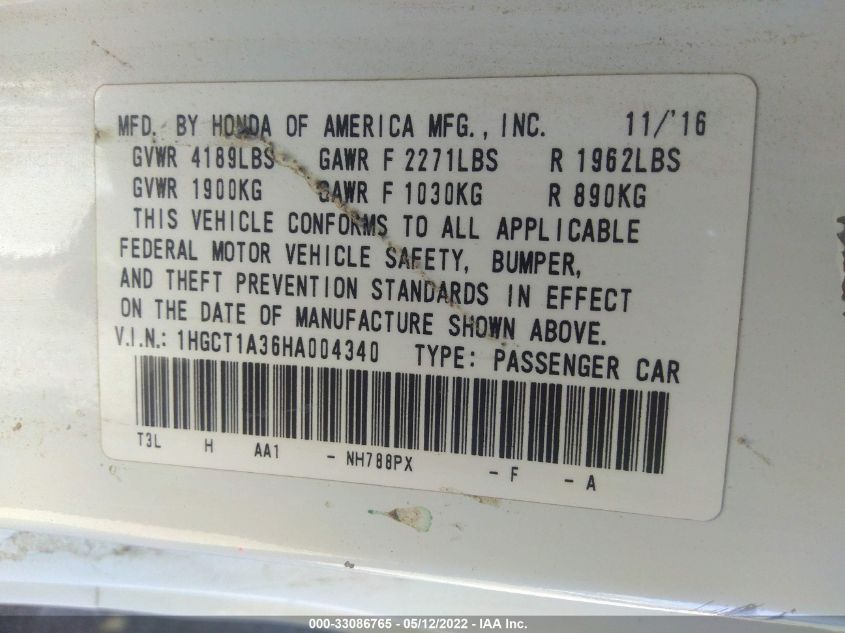 MFD. BY HONDA OF AMERICA MFG., INC. 11/'16
GVWR 4189LBS GAWR F 2271LBS R 1962LBS
GVWR 1900KG GAWR F 1030KG R 890KG
THIS VEHICLE CONFORMS TO ALL APPLICABLE
FEDERAL MOTOR VEHICLE SAFETY, BUMPER,
AND THEFT PREVENTION STANDARDS IN EFFECT
ON THE DATE OF MANUFACTURE SHOWN ABOVE.
V.I.N.: 1HGCT1A36HA004340 TYPE: PASSENGER CAR
T3L H AA1 - NH788PX - F - A
000-33086765 - 05/12/2022 - IAA Inc.